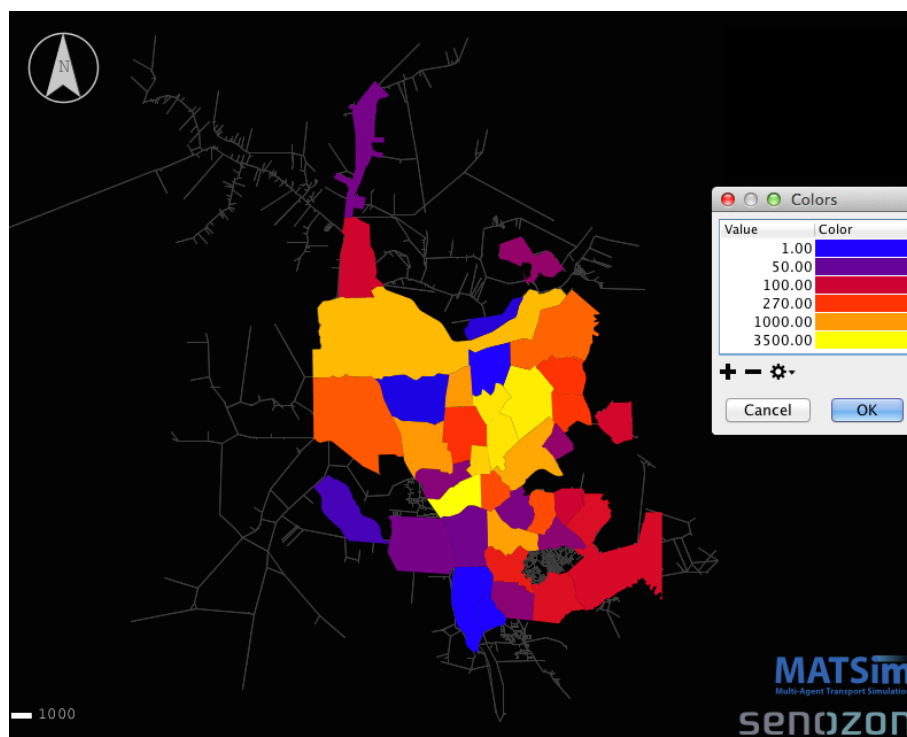 N
Colors
Value Color
1.00
50.00
100.00
270.00
1000.00
3500.00
Cancel OK
MATSim
Multi-Agent Transport Simulation
senozon
1000